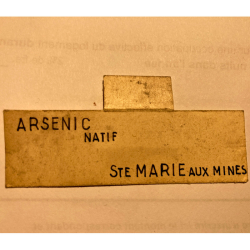 ARSENIC
NATIF
STE MARIE AUX MINES